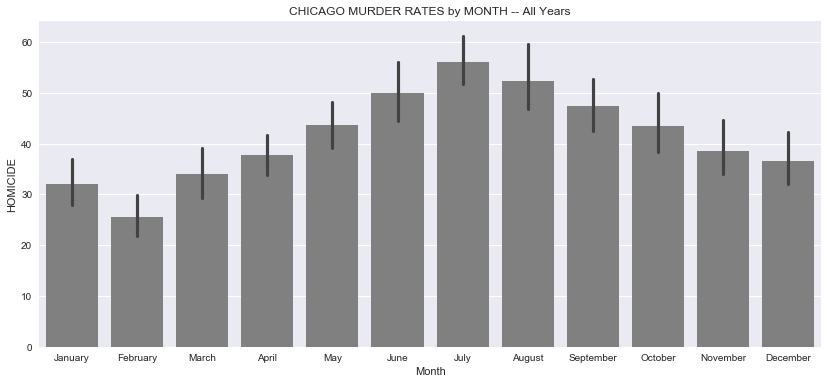 CHICAGO MURDER RATES by MONTH -- All Years
60
50
40
30
20
10
0
HOMICIDE
January February March April May June July August September October November December
Month